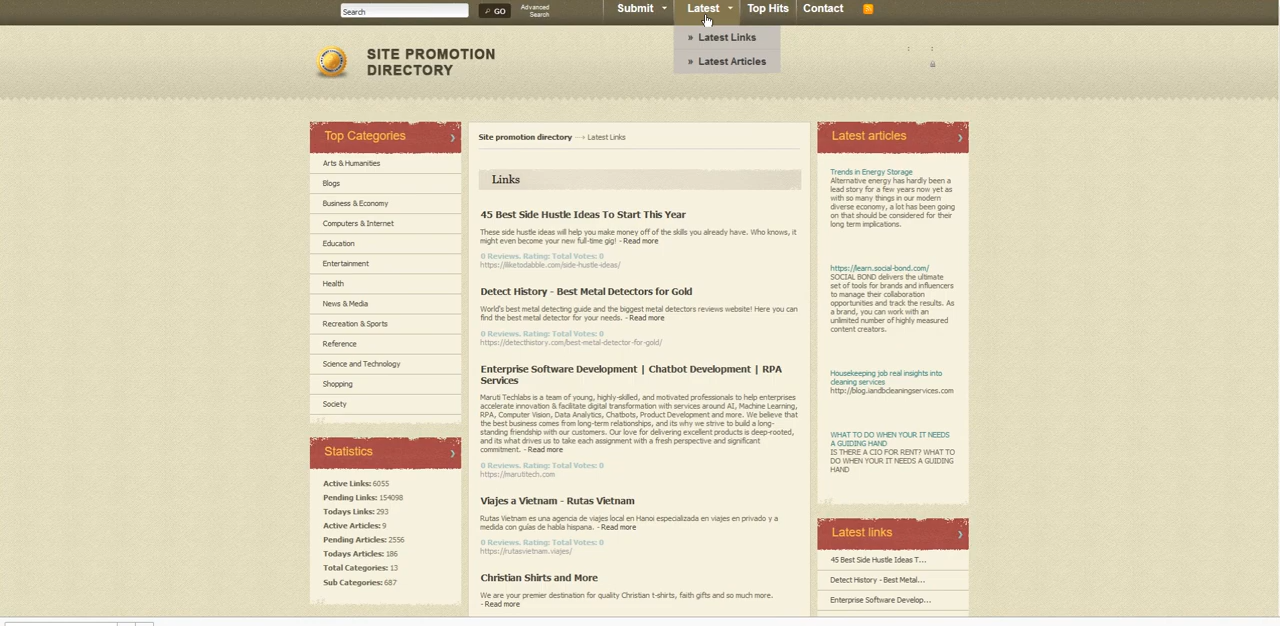 Search
GO
Advanced
Search
Submit
Latest
Top Hits
Contact
» Latest Links
» Latest Articles
SITE PROMOTION
DIRECTORY
Top Categories
Arts & Humanities
Blogs
Business & Economy
Computers & Internet
Education
Entertainment
Health
News & Media
Recreation & Sports
Reference
Science and Technology
Shopping
Society
Statistics
Active Links: 6055
Pending Links: 154098
Todays Links: 293
Active Articles: 9
Pending Articles: 2556
Todays Articles: 186
Total Categories: 13
Sub Categories: 687
Site promotion directory → Latest Links
Links
45 Best Side Hustle Ideas To Start This Year
These side hustle ideas will help you make money off of the skills you already have. Who knows, it
might even become your new full-time gig! - Read more
0 Reviews. Rating: Total Votes: 0
https://liketodabble.com/side-hustle-ideas/
Detect History - Best Metal Detectors for Gold
World's best metal detecting guide and the biggest metal detectors reviews website! Here you can
find the best metal detector for your needs. - Read more
0 Reviews. Rating: Total Votes: 0
https://detecthistory.com/best-metal-detector-for-gold/
Enterprise Software Development | Chatbot Development | RPA
Services
Maruti Techlabs is a team of young, highly-skilled, and motivated professionals to help enterprises
accelerate innovation & facilitate digital transformation with services around AI, Machine Learning,
RPA, Computer Vision, Data Analytics, Chatbots, Product Development and more. We believe that
the best business comes from long-term relationships, and its why we strive to build a long-
standing friendship with our customers. Our love for delivering excellent products is deep-rooted,
and its what drives us to take each assignment with a fresh perspective and significant
commitment. - Read more
0 Reviews. Rating: Total Votes: 0
https://marutitech.com
Viajes a Vietnam - Rutas Vietnam
Rutas Vietnam es una agencia de viajes local en Hanoi especializada en viajes en privado y a
medida con guías de habla hispana. - Read more
0 Reviews. Rating: Total Votes: 0
https://rutasvietnam.viajes/
Christian Shirts and More
We are your premier destination for quality Christian t-shirts, faith gifts and so much more.
- Read more
Latest articles
Trends in Energy Storage
Alternative energy has hardly been a
lead story for a few years now yet as
with so many things in our modern
diverse economy, a lot has been going
on that should be considered for their
long term implications.
https://learn.social-bond.com/
SOCIAL BOND delivers the ultimate
set of tools for brands and influencers
to manage their collaboration
opportunities and track the results. As
a brand, you can work with an
unlimited number of highly measured
content creators.
Housekeeping job real insights into
cleaning services
http://blog.iandbcleaningservices.com
WHAT TO DO WHEN YOUR IT NEEDS
A GUIDING HAND
IS THERE A CIO FOR RENT? WHAT TO
DO WHEN YOUR IT NEEDS A GUIDING
HAND
Latest links
45 Best Side Hustle Ideas T...
Detect History - Best Metal...
Enterprise Software Develop...